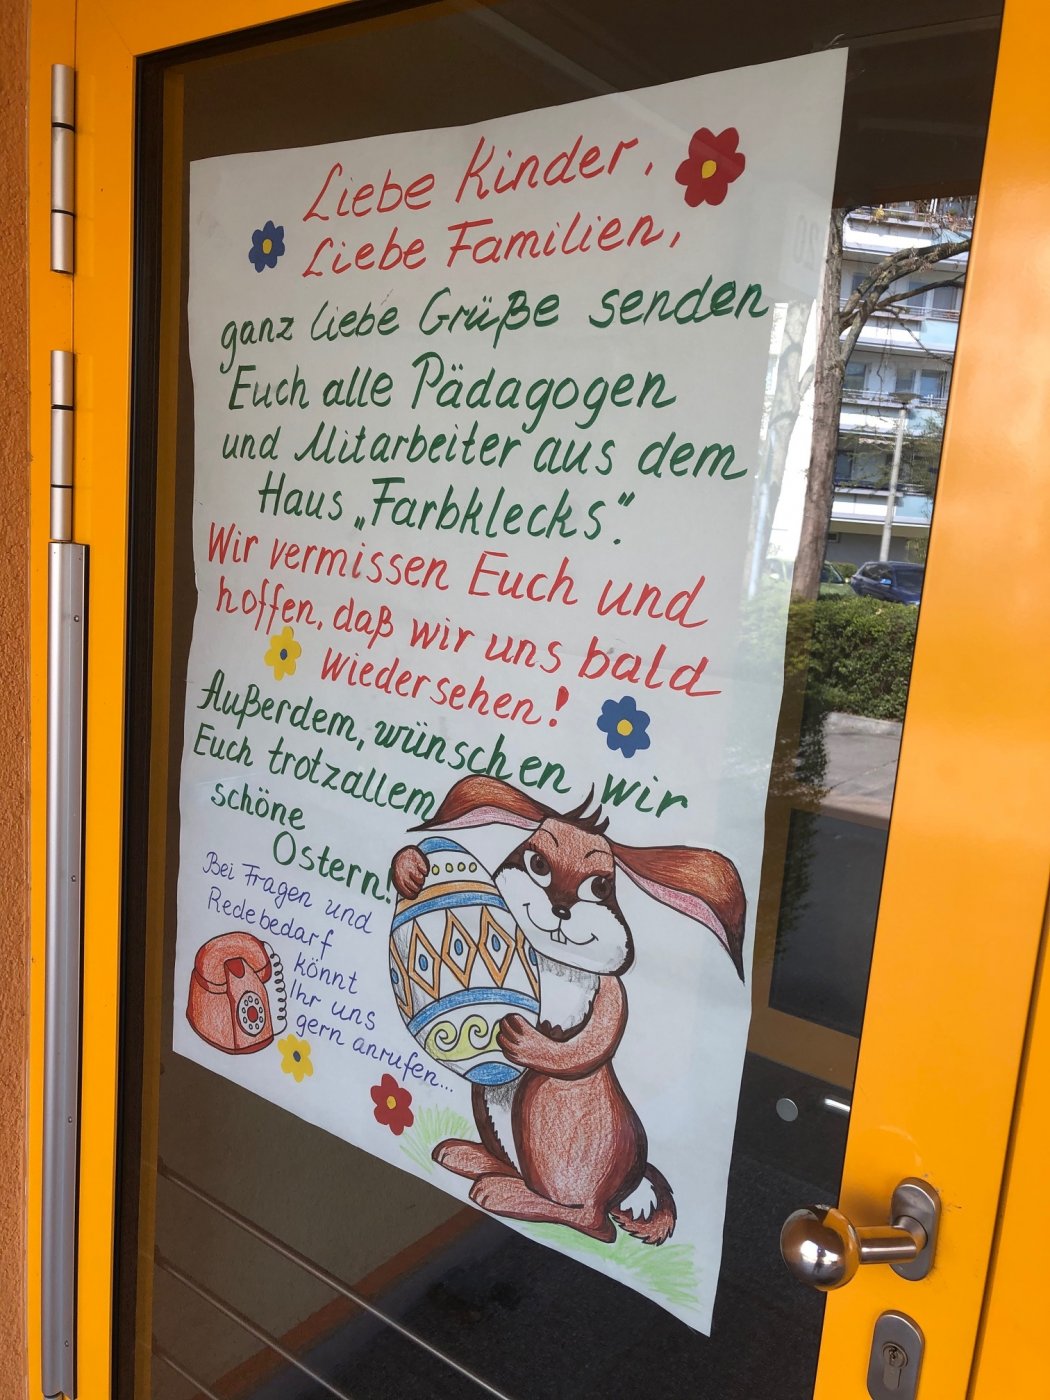 Liebe Kinder,
Liebe Familien,
ganz liebe Grüße senden
Euch alle Pädagogen
und Mitarbeiter aus dem
Haus „Farbklecks“.
Wir vermissen Euch und
hoffen, daß wir uns bald
wiedersehen!
Außerdem, wünschen wir
Euch trotzallem
schöne
Ostern!
Bei Fragen und
Redebedarf
könnt
Ihr uns
gern anrufen...